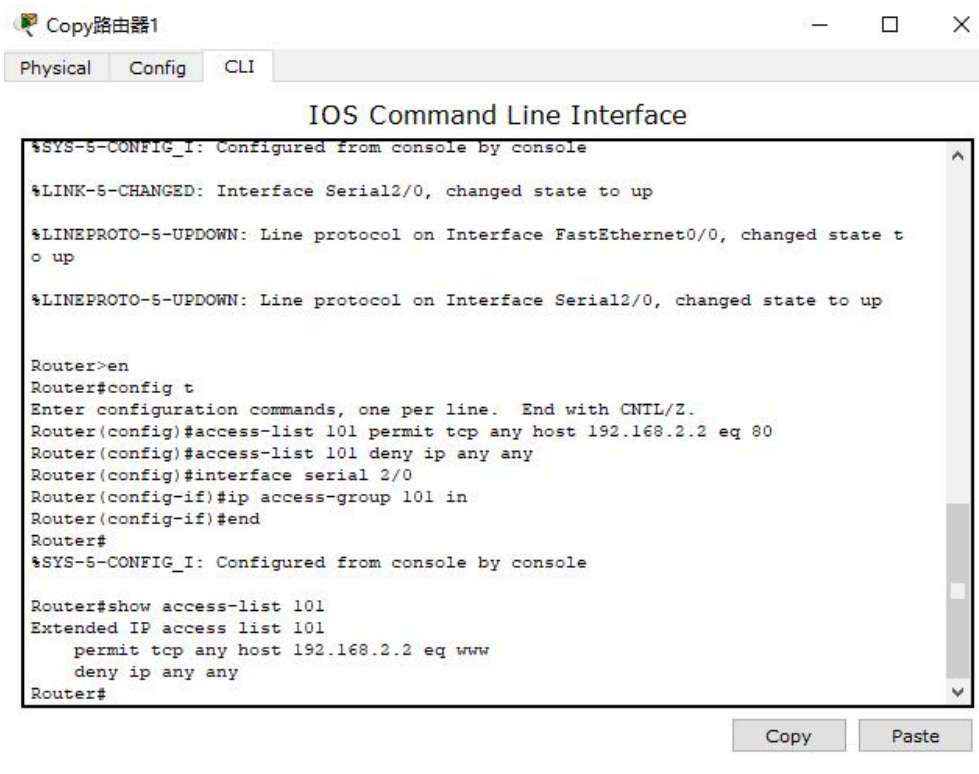 Copy路由器1
Physical Config CLI
IOS Command Line Interface
%SYS-5-CONFIG_I: Configured from console by console
%LINK-5-CHANGED: Interface Serial2/0, changed state to up
%LINEPROTO-5-UPDOWN: Line protocol on Interface FastEthernet0/0, changed state t
o up
%LINEPROTO-5-UPDOWN: Line protocol on Interface Serial2/0, changed state to up
Router>en
Router#config t
Enter configuration commands, one per line.  End with CNTL/Z.
Router(config)#access-list 101 permit tcp any host 192.168.2.2 eq 80
Router(config)#access-list 101 deny ip any any
Router(config)#interface serial 2/0
Router(config-if)#ip access-group 101 in
Router(config-if)#end
Router#
%SYS-5-CONFIG_I: Configured from console by console
Router#show access-list 101
Extended IP access list 101
permit tcp any host 192.168.2.2 eq www
deny ip any any
Router#
Copy Paste